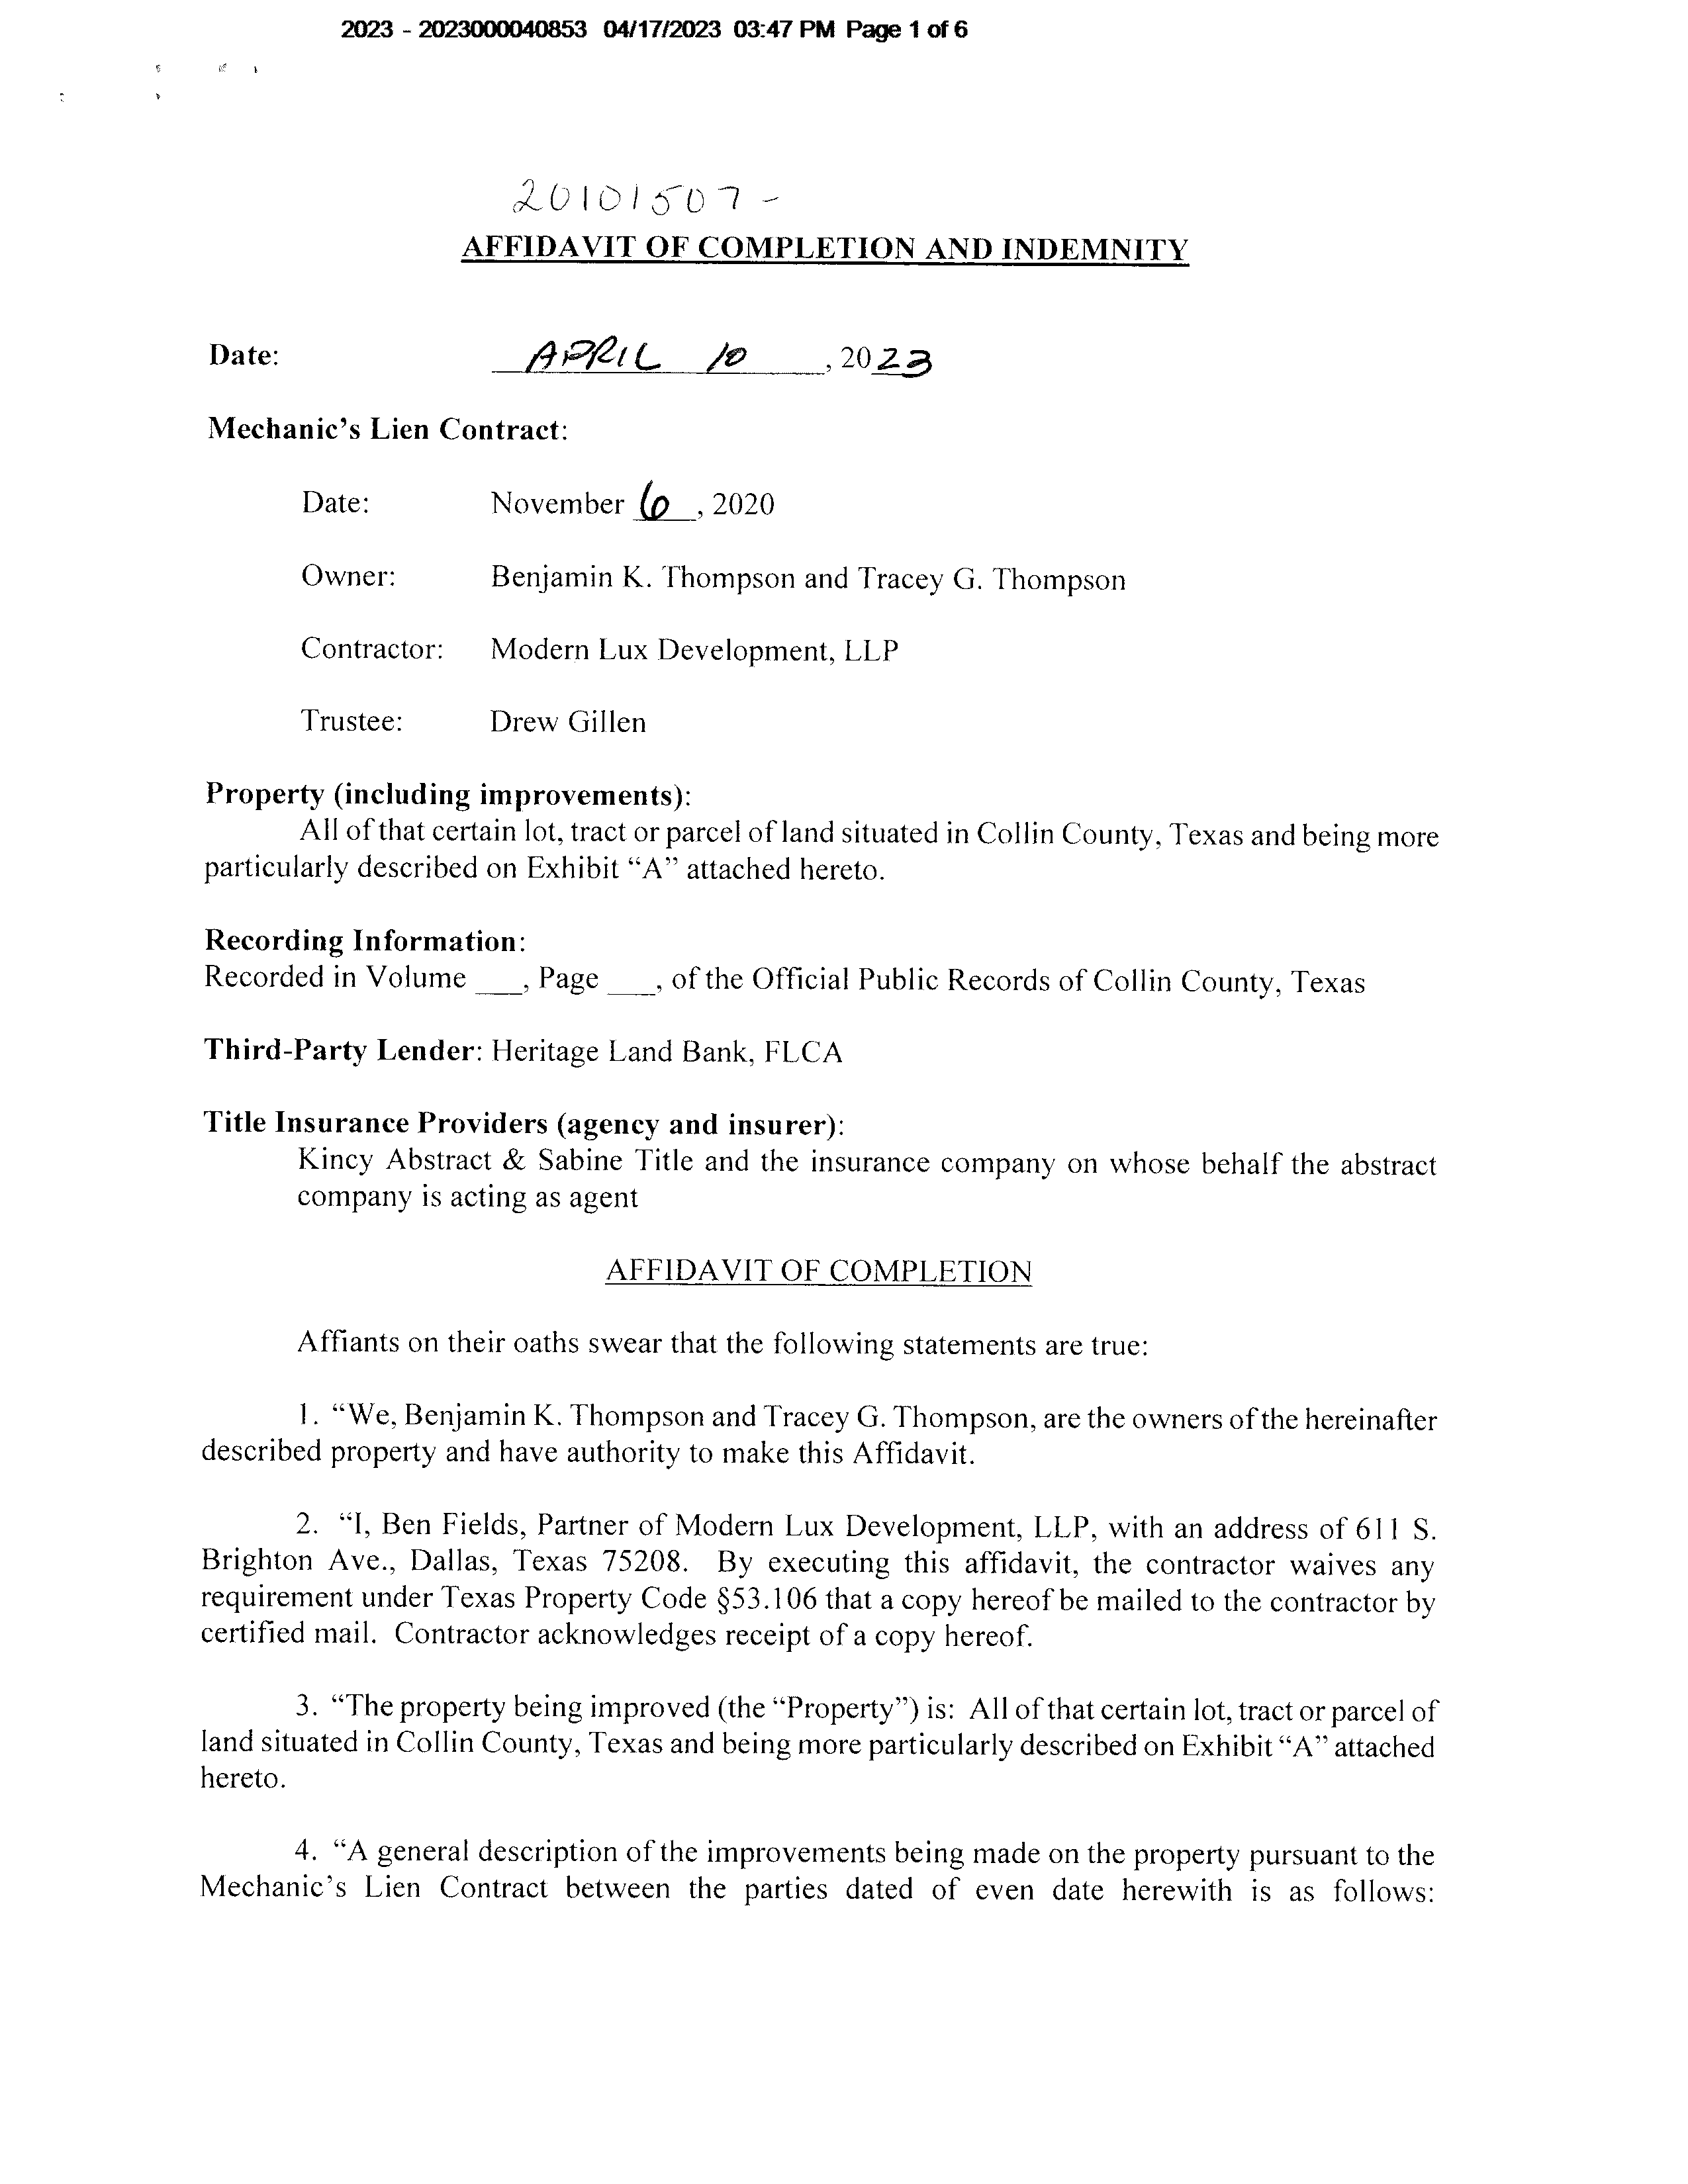 2023 - 2023000040853 04/17/2023 03:47 PM Page 1 of 6
20101507-
AFFIDAVIT OF COMPLETION AND INDEMNITY
Date: APRIL 10, 2023
Mechanic's Lien Contract:
Date: November 6, 2020
Owner: Benjamin K. Thompson and Tracey G. Thompson
Contractor: Modern Lux Development, LLP
Trustee: Drew Gillen
Property (including improvements):
All of that certain lot, tract or parcel of land situated in Collin County, Texas and being more
particularly described on Exhibit “A” attached hereto.
Recording Information:
Recorded in Volume ___, Page ___, of the Official Public Records of Collin County, Texas
Third-Party Lender: Heritage Land Bank, FLCA
Title Insurance Providers (agency and insurer):
Kincy Abstract & Sabine Title and the insurance company on whose behalf the abstract
company is acting as agent
AFFIDAVIT OF COMPLETION
Affiants on their oaths swear that the following statements are true:
1. “We, Benjamin K. Thompson and Tracey G. Thompson, are the owners of the hereinafter
described property and have authority to make this Affidavit.
2. “I, Ben Fields, Partner of Modern Lux Development, LLP, with an address of 611 S.
Brighton Ave., Dallas, Texas 75208. By executing this affidavit, the contractor waives any
requirement under Texas Property Code §53.106 that a copy hereof be mailed to the contractor by
certified mail. Contractor acknowledges receipt of a copy hereof.
3. “The property being improved (the “Property”) is: All of that certain lot, tract or parcel of
land situated in Collin County, Texas and being more particularly described on Exhibit “A” attached
hereto.
4. “A general description of the improvements being made on the property pursuant to the
Mechanic's Lien Contract between the parties dated of even date herewith is as follows: